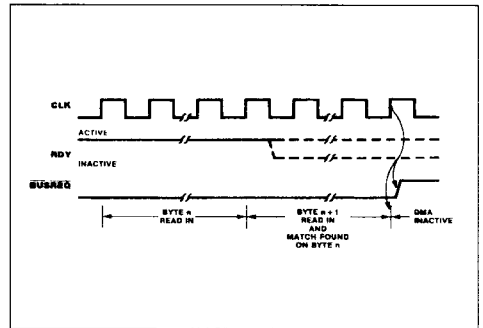 CLK
ACTIVE
RDY
INACTIVE
BUSREQ
BYTE n
READ IN
BYTE n + 1
READ IN
AND
MATCH FOUND
ON BYTE n
DMA
INACTIVE